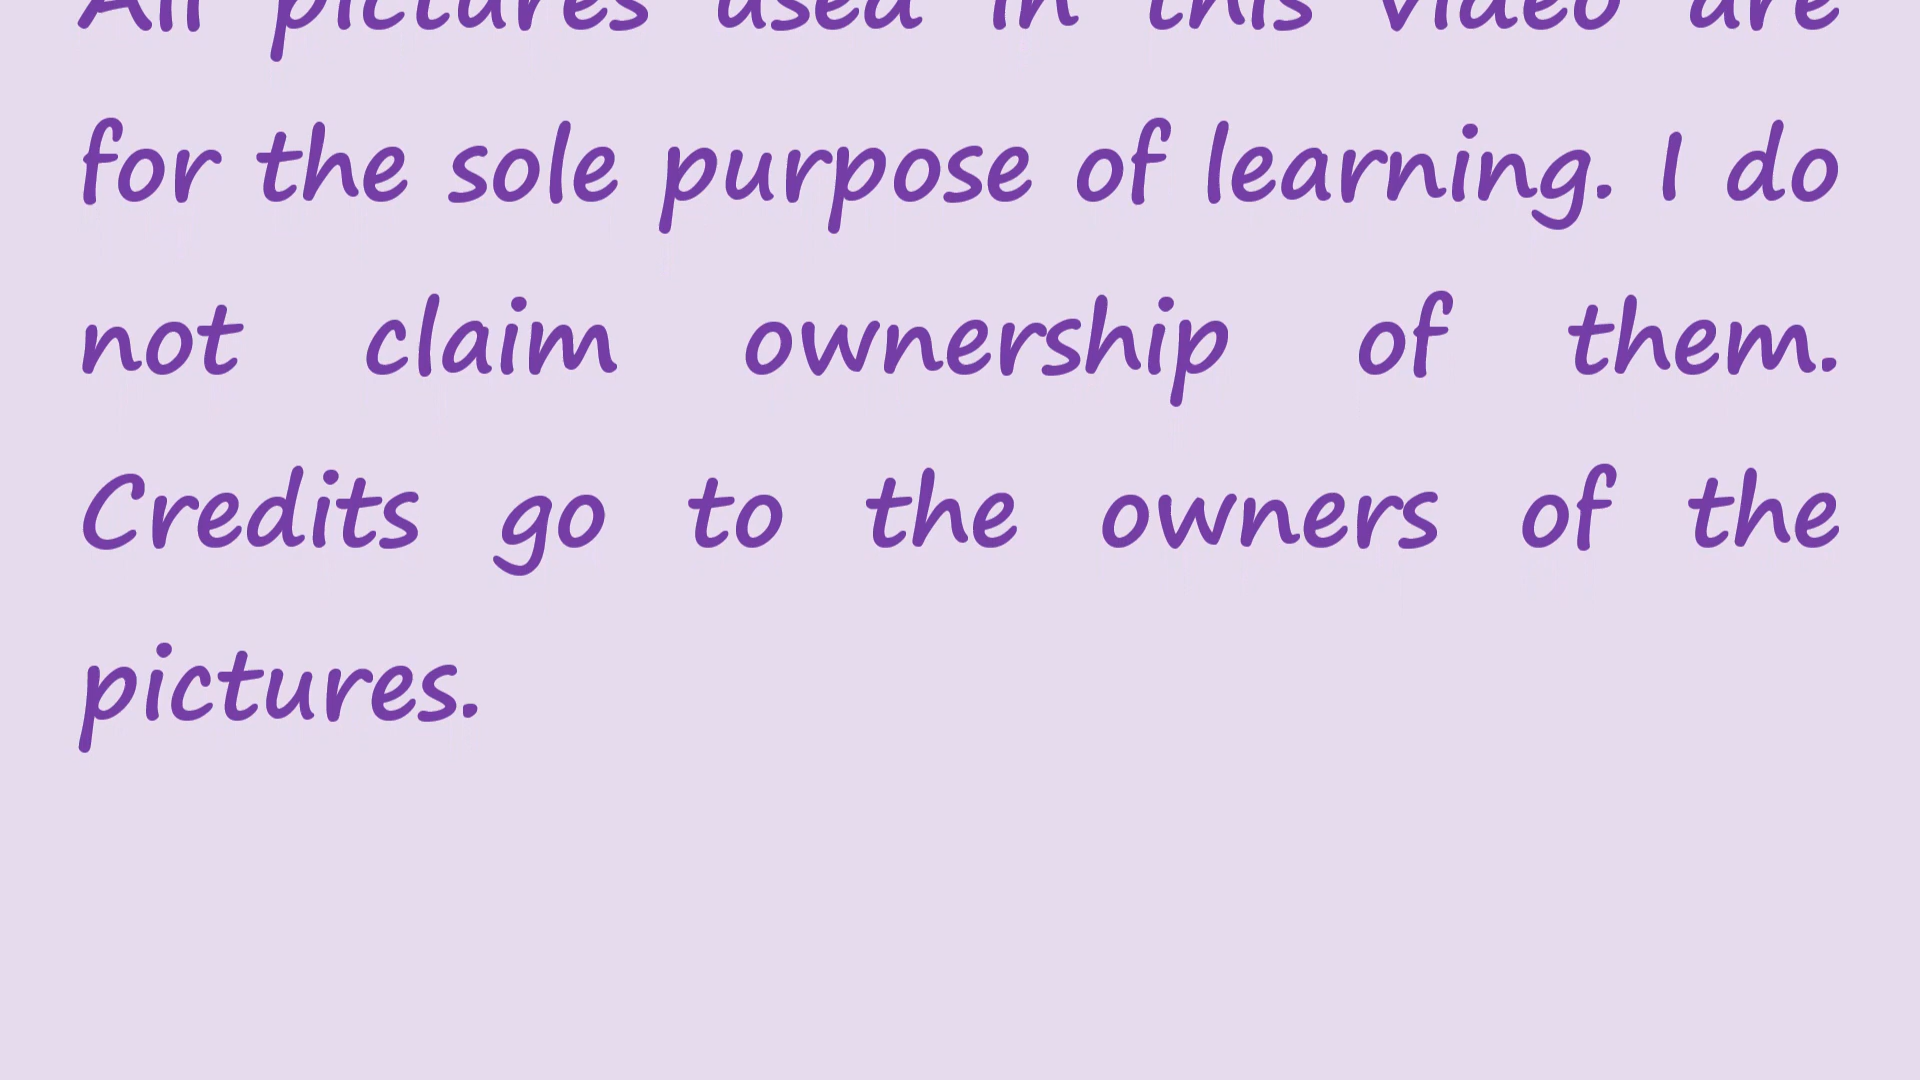 All pictures used in this video are
for the sole purpose of learning. I do
not claim ownership of them.
Credits go to the owners of the
pictures.